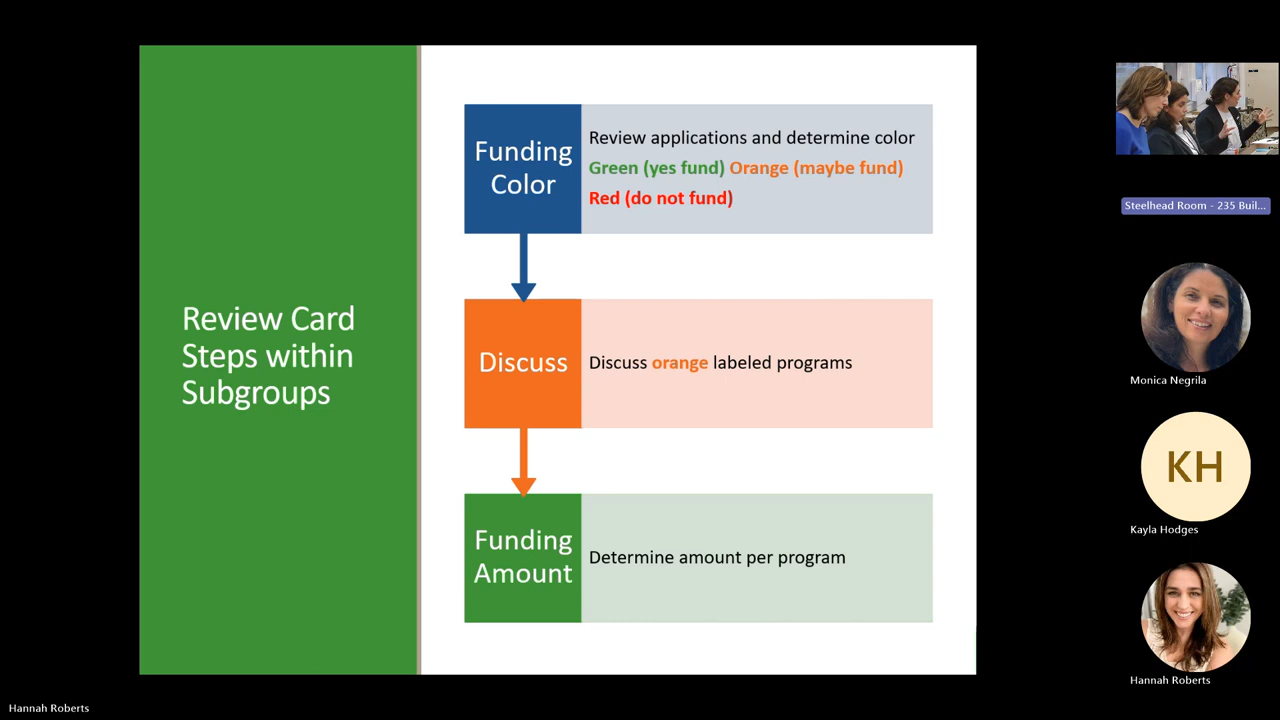 Review Card
Steps within
Subgroups
Funding
Color
Review applications and determine color
Green (yes fund) Orange (maybe fund)
Red (do not fund)
Discuss
Discuss orange labeled programs
Funding
Amount
Determine amount per program
Steelhead Room - 235 Buil...
Monica Negrila
KH
Kayla Hodges
Hannah Roberts
Hannah Roberts